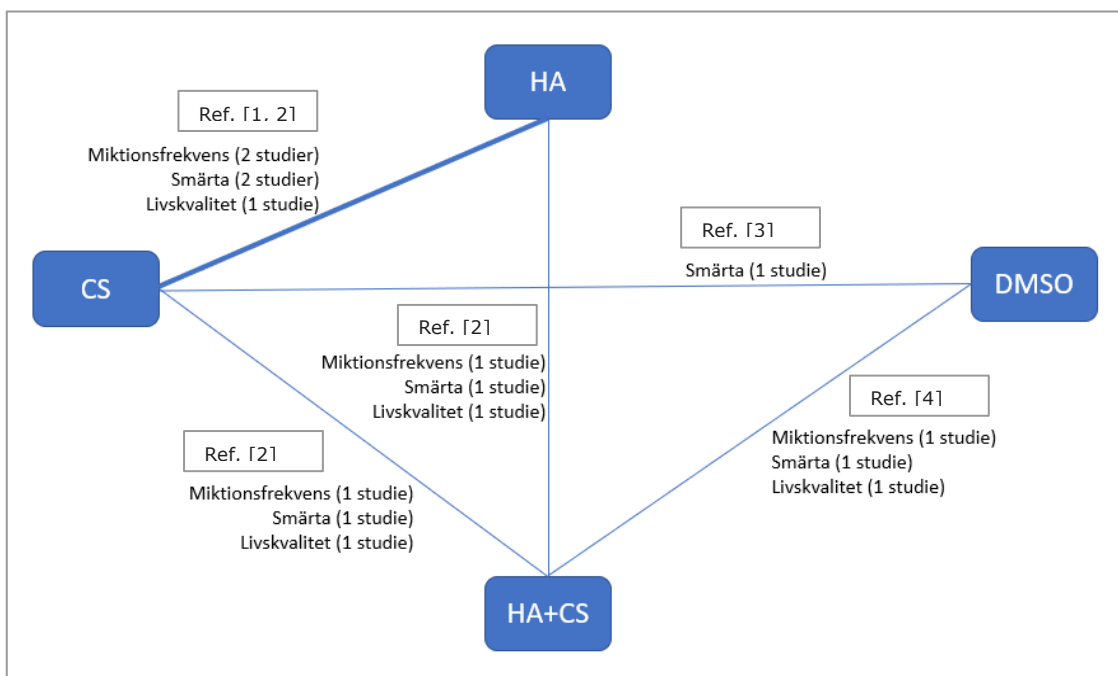 HA
Ref. [1, 2]
Miktionsfrekvens (2 studier)
Smärta (2 studier)
Livskvalitet (1 studie)
CS
Ref. [3]
Smärta (1 studie)
DMSO
Ref. [2]
Miktionsfrekvens (1 studie)
Smärta (1 studie)
Livskvalitet (1 studie)
Ref. [4]
Miktionsfrekvens (1 studie)
Smärta (1 studie)
Livskvalitet (1 studie)
Ref. [2]
Miktionsfrekvens (1 studie)
Smärta (1 studie)
Livskvalitet (1 studie)
HA+CS